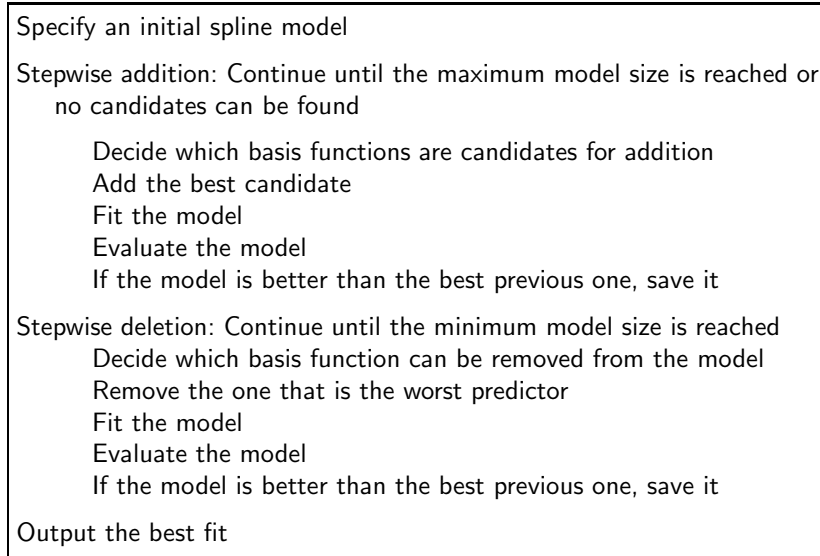 Specify an initial spline model
Stepwise addition: Continue until the maximum model size is reached or
no candidates can be found
Decide which basis functions are candidates for addition
Add the best candidate
Fit the model
Evaluate the model
If the model is better than the best previous one, save it
Stepwise deletion: Continue until the minimum model size is reached
Decide which basis function can be removed from the model
Remove the one that is the worst predictor
Fit the model
Evaluate the model
If the model is better than the best previous one, save it
Output the best fit